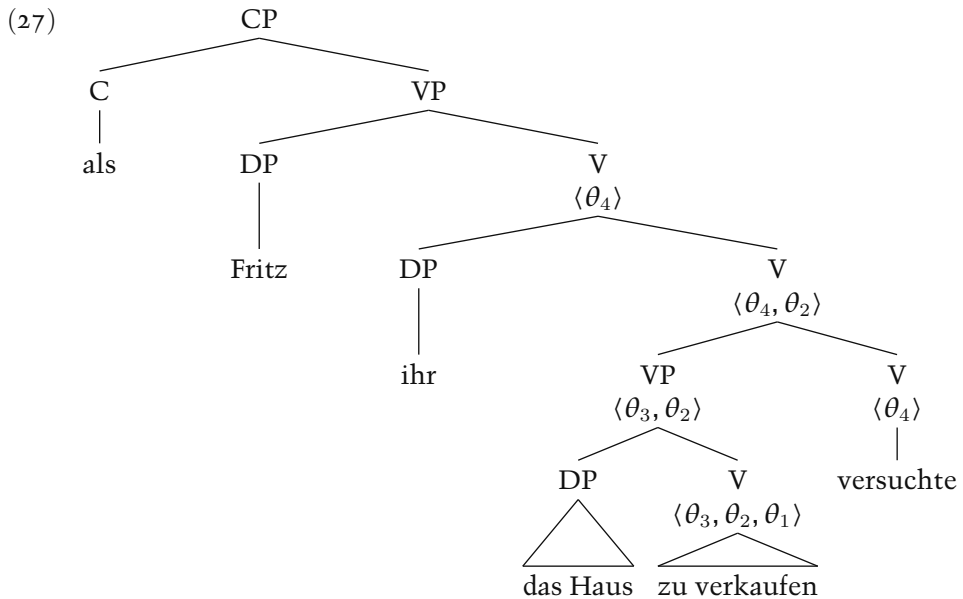 (27) CP
C VP
als DP V
⟨θ₄⟩
Fritz DP V
⟨θ₄, θ₂⟩
ihr VP V
⟨θ₃, θ₂⟩ ⟨θ₄⟩
DP V versuchte
⟨θ₃, θ₂, θ₁⟩
das Haus zu verkaufen